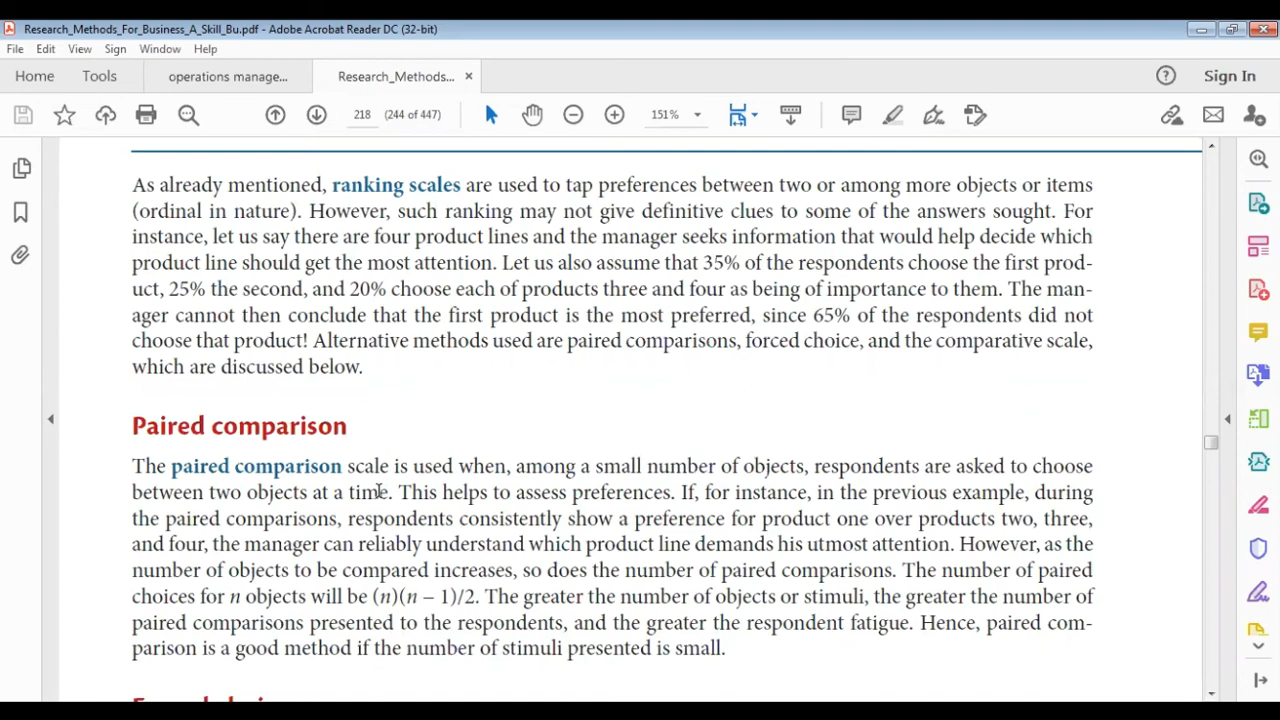 Research_Methods_For_Business_A_Skill_Bu.pdf - Adobe Acrobat Reader DC (32-bit)
File Edit View Sign Window Help
Home Tools operations manage... Research_Methods... × Sign In
218 (244 of 447) 151%
As already mentioned, ranking scales are used to tap preferences between two or among more objects or items
(ordinal in nature). However, such ranking may not give definitive clues to some of the answers sought. For
instance, let us say there are four product lines and the manager seeks information that would help decide which
product line should get the most attention. Let us also assume that 35% of the respondents choose the first prod-
uct, 25% the second, and 20% choose each of products three and four as being of importance to them. The man-
ager cannot then conclude that the first product is the most preferred, since 65% of the respondents did not
choose that product! Alternative methods used are paired comparisons, forced choice, and the comparative scale,
which are discussed below.
Paired comparison
The paired comparison scale is used when, among a small number of objects, respondents are asked to choose
between two objects at a time. This helps to assess preferences. If, for instance, in the previous example, during
the paired comparisons, respondents consistently show a preference for product one over products two, three,
and four, the manager can reliably understand which product line demands his utmost attention. However, as the
number of objects to be compared increases, so does the number of paired comparisons. The number of paired
choices for n objects will be (n)(n − 1)/2. The greater the number of objects or stimuli, the greater the number of
paired comparisons presented to the respondents, and the greater the respondent fatigue. Hence, paired com-
parison is a good method if the number of stimuli presented is small.